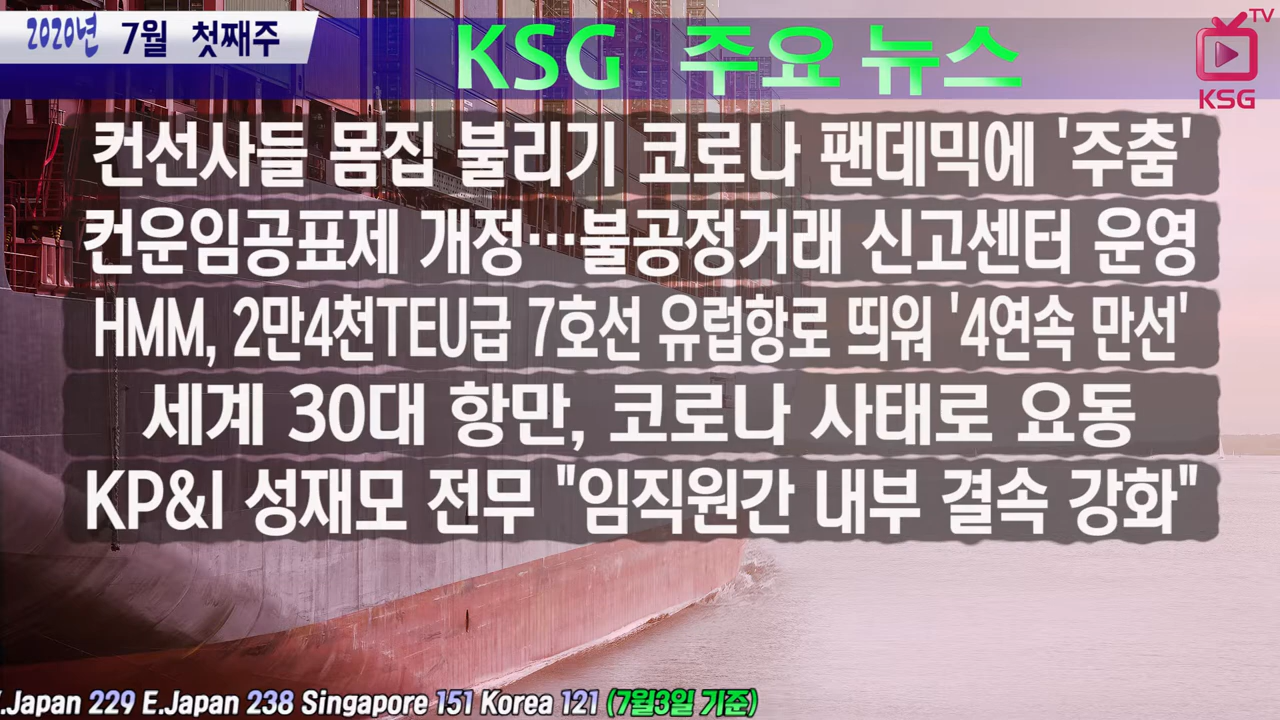 2020년 7월 첫째주
KSG 주요 뉴스
TV
KSG
컨선사들 몸집 불리기 코로나 팬데믹에 '주춤'
컨운임공표제 개정…불공정거래 신고센터 운영
HMM, 2만4천TEU급 7호선 유럽항로 띄워 '4연속 만선'
세계 30대 항만, 코로나 사태로 요동
KP&I 성재모 전무 "임직원간 내부 결속 강화"
.Japan 229 E.Japan 238 Singapore 151 Korea 121 (7월3일 기준)